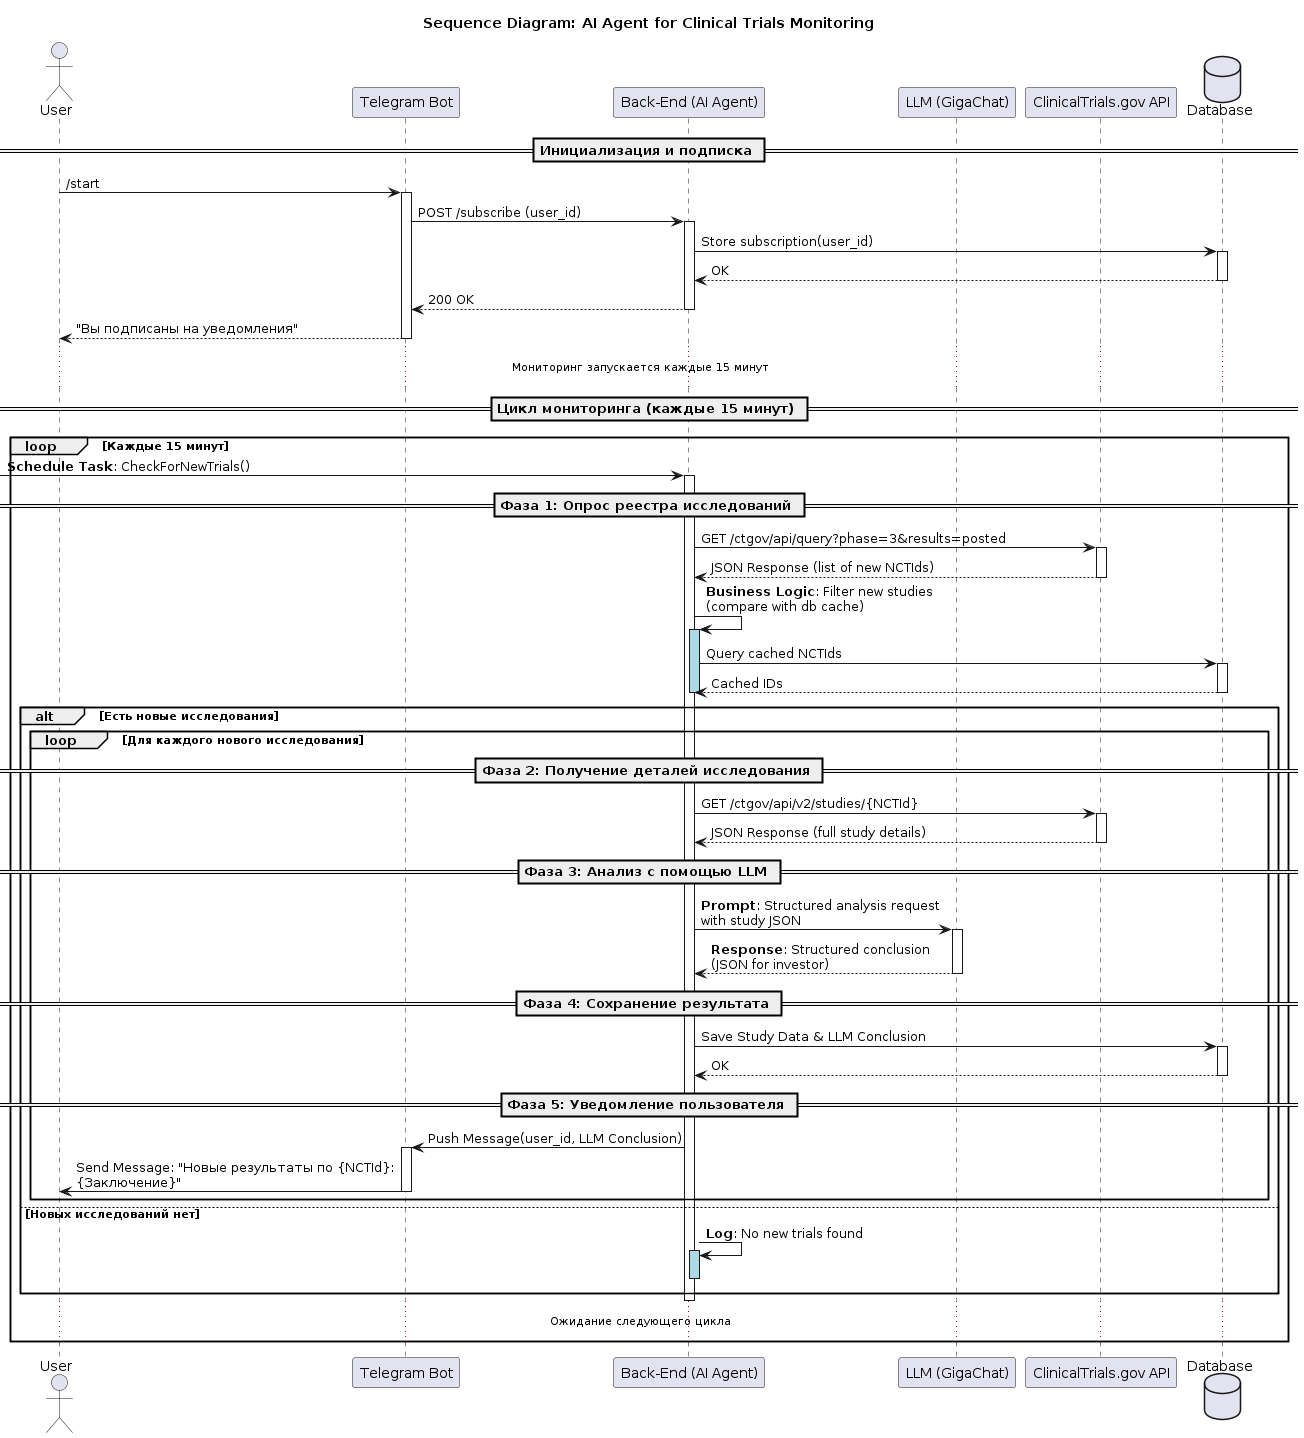 Sequence Diagram: AI Agent for Clinical Trials Monitoring
User
Telegram Bot
Back-End (AI Agent)
LLM (GigaChat)
ClinicalTrials.gov API
Database
Инициализация и подписка
/start
POST /subscribe (user_id)
Store subscription(user_id)
OK
200 OK
"Вы подписаны на уведомления"
Мониторинг запускается каждые 15 минут
Цикл мониторинга (каждые 15 минут)
loop [Каждые 15 минут]
Schedule Task: CheckForNewTrials()
Фаза 1: Опрос реестра исследований
GET /ctgov/api/query?phase=3&results=posted
JSON Response (list of new NCTIds)
Business Logic: Filter new studies
(compare with db cache)
Query cached NCTIds
Cached IDs
alt [Есть новые исследования]
loop [Для каждого нового исследования]
Фаза 2: Получение деталей исследования
GET /ctgov/api/v2/studies/{NCTId}
JSON Response (full study details)
Фаза 3: Анализ с помощью LLM
Prompt: Structured analysis request
with study JSON
Response: Structured conclusion
(JSON for investor)
Фаза 4: Сохранение результата
Save Study Data & LLM Conclusion
OK
Фаза 5: Уведомление пользователя
Push Message(user_id, LLM Conclusion)
Send Message: "Новые результаты по {NCTId}:
{Заключение}"
[Новых исследований нет]
Log: No new trials found
Ожидание следующего цикла
User
Telegram Bot
Back-End (AI Agent)
LLM (GigaChat)
ClinicalTrials.gov API
Database